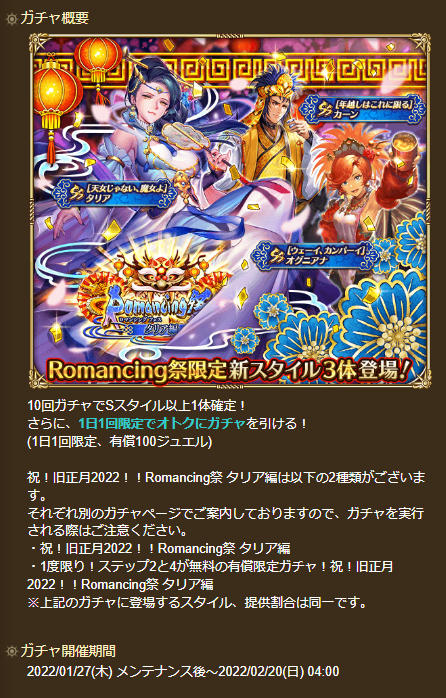 ガチャ概要
SS [年越しはこれに限る]
カーン
SS [天女じゃない、魔女よ]
タリア
SS [ウェーイ、カンパーイ]
オグニアナ
Romancing祭
ロマンシングフェス
タリア編
Romancing祭限定新スタイル3体登場!
10回ガチャでSスタイル以上1体確定！
さらに、1日1回限定でオトクにガチャを引ける！
(1日1回限定、有償100ジュエル)
祝！旧正月2022！！Romancing祭 タリア編は以下の2種類がございま
す。
それぞれ別のガチャページでご案内しておりますので、ガチャを実行
される際はご注意ください。
・祝！旧正月2022！！Romancing祭 タリア編
・1度限り！ステップ2と4が無料の有償限定ガチャ！祝！旧正月
2022！！Romancing祭 タリア編
※上記のガチャに登場するスタイル、提供割合は同一です。
ガチャ開催期間
2022/01/27(木) メンテナンス後～2022/02/20(日) 04:00